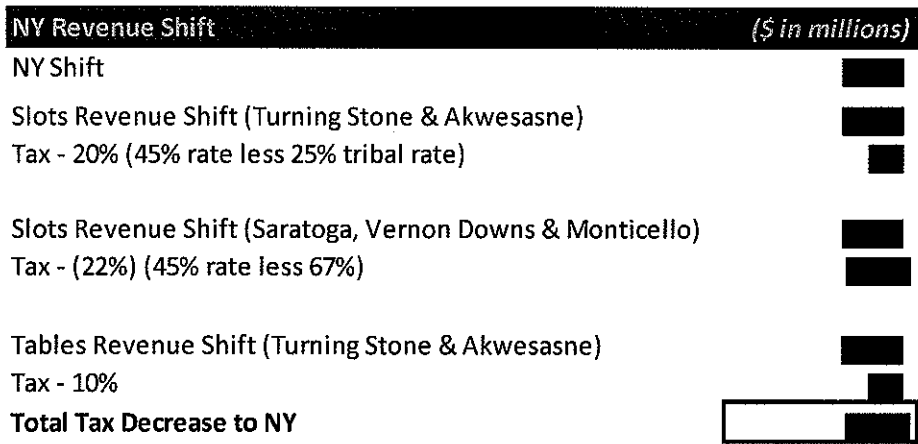 NY Revenue Shift ($ in millions)
NY Shift
Slots Revenue Shift (Turning Stone & Akwesasne)
Tax - 20% (45% rate less 25% tribal rate)
Slots Revenue Shift (Saratoga, Vernon Downs & Monticello)
Tax - (22%) (45% rate less 67%)
Tables Revenue Shift (Turning Stone & Akwesasne)
Tax - 10%
Total Tax Decrease to NY